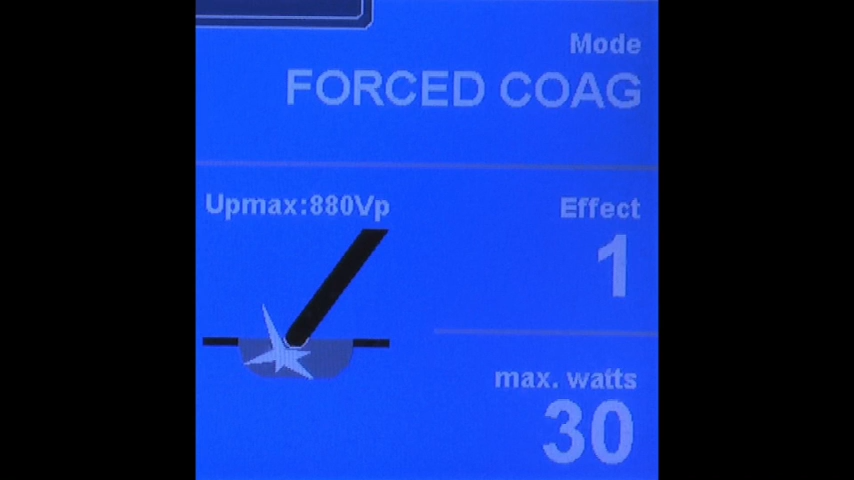 Mode
FORCED COAG
Upmax:880Vp
Effect
1
max. watts
30